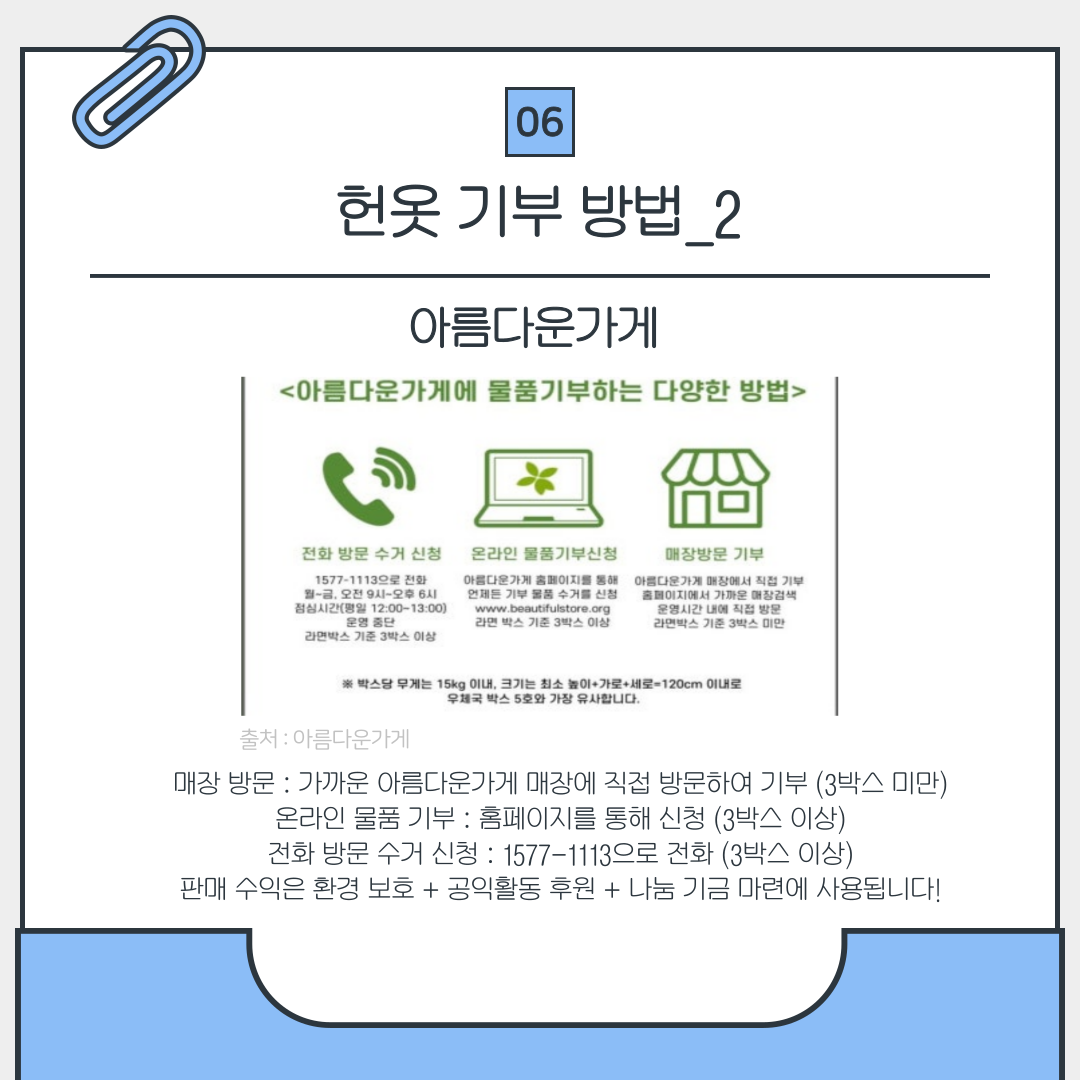 06
헌옷 기부 방법_2
아름다운가게
<아름다운가게에 물품기부하는 다양한 방법>
전화 방문 수거 신청
1577-1113으로 전화
월~금, 오전 9시~오후 6시
점심시간(평일 12:00~13:00)
운영 중단
라면박스 기준 3박스 이상
온라인 물품기부신청
아름다운가게 홈페이지를 통해
언제든 기부 물품 수거를 신청
www.beautifulstore.org
라면 박스 기준 3박스 이상
매장방문 기부
아름다운가게 매장에서 직접 기부
홈페이지에서 가까운 매장검색
운영시간 내에 직접 방문
라면박스 기준 3박스 미만
※ 박스당 무게는 15kg 이내, 크기는 최소 높이+가로+세로=120cm 이내로
우체국 박스 5호와 가장 유사합니다.
출처 : 아름다운가게
매장 방문 : 가까운 아름다운가게 매장에 직접 방문하여 기부 (3박스 미만)
온라인 물품 기부 : 홈페이지를 통해 신청 (3박스 이상)
전화 방문 수거 신청 : 1577-1113으로 전화 (3박스 이상)
판매 수익은 환경 보호 + 공익활동 후원 + 나눔 기금 마련에 사용됩니다!